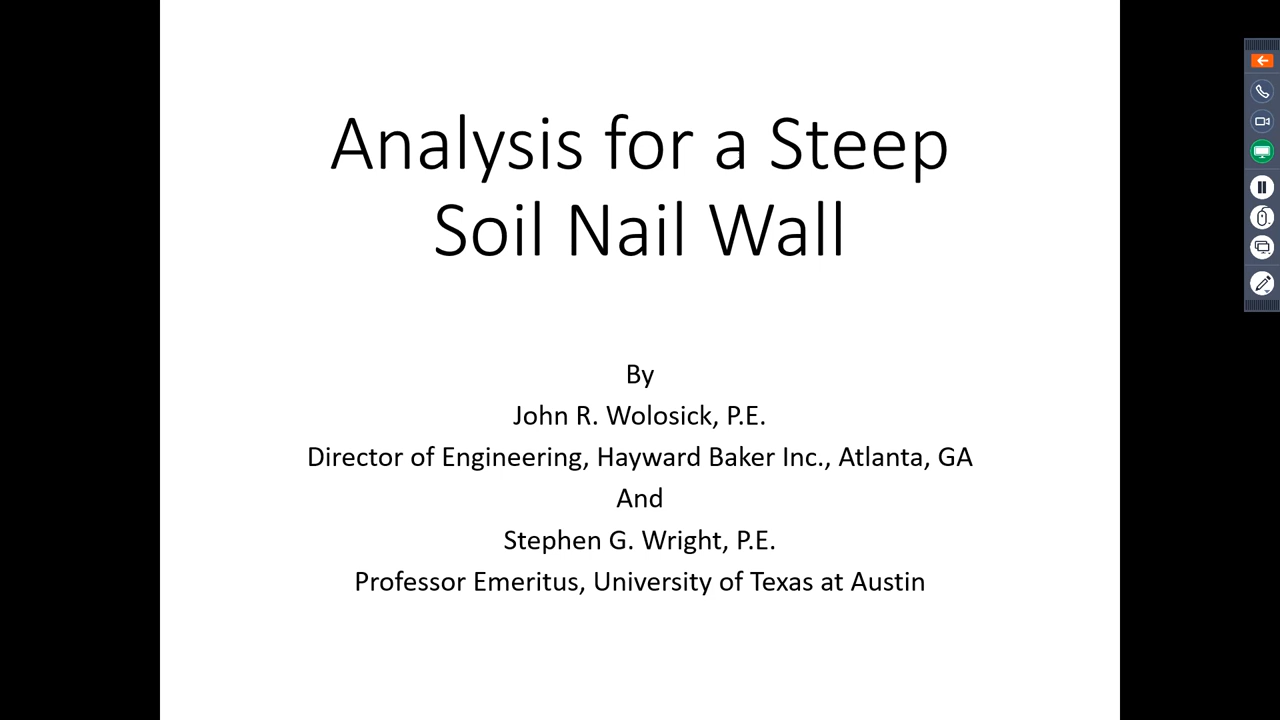 Analysis for a Steep
Soil Nail Wall
By
John R. Wolosick, P.E.
Director of Engineering, Hayward Baker Inc., Atlanta, GA
And
Stephen G. Wright, P.E.
Professor Emeritus, University of Texas at Austin